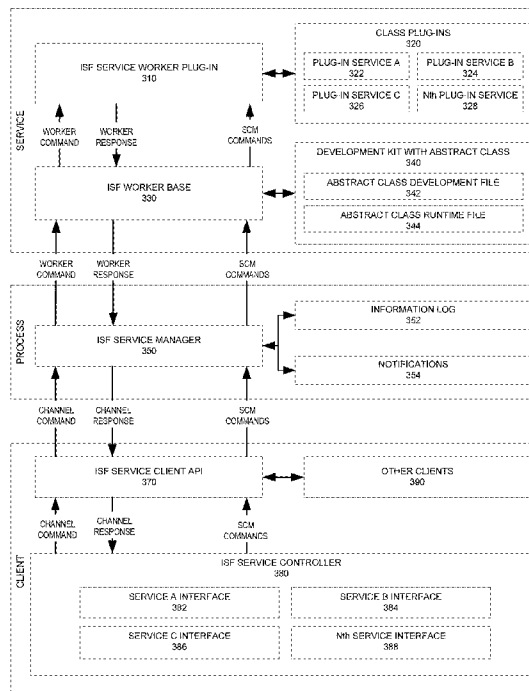 SERVICE
ISF SERVICE WORKER PLUG-IN
310
CLASS PLUG-INS
320
PLUG-IN SERVICE A
322
PLUG-IN SERVICE B
324
PLUG-IN SERVICE C
326
Nth PLUG-IN SERVICE
328
WORKER
COMMAND
WORKER
RESPONSE
SCM
COMMANDS
ISF WORKER BASE
330
DEVELOPMENT KIT WITH ABSTRACT CLASS
340
ABSTRACT CLASS DEVELOPMENT FILE
342
ABSTRACT CLASS RUNTIME FILE
344
WORKER
COMMAND
WORKER
RESPONSE
SCM
COMMANDS
PROCESS
ISF SERVICE MANAGER
350
INFORMATION LOG
352
NOTIFICATIONS
354
CHANNEL
COMMAND
CHANNEL
RESPONSE
SCM
COMMANDS
CLIENT
ISF SERVICE CLIENT API
370
OTHER CLIENTS
390
CHANNEL
COMMAND
CHANNEL
RESPONSE
SCM
COMMANDS
ISF SERVICE CONTROLLER
380
SERVICE A INTERFACE
382
SERVICE B INTERFACE
384
SERVICE C INTERFACE
386
Nth SERVICE INTERFACE
388